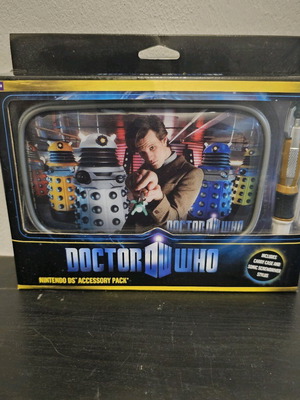 DOCTOR WHO
DOCTOR WHO
NINTENDO DS™ ACCESSORY PACK
INCLUDES
CARRY CASE AND
SONIC SCREWDRIVER
STYLUS